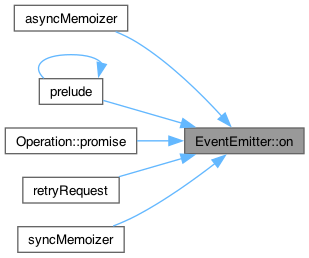 asyncMemoizer
prelude
Operation::promise
EventEmitter::on
retryRequest
syncMemoizer